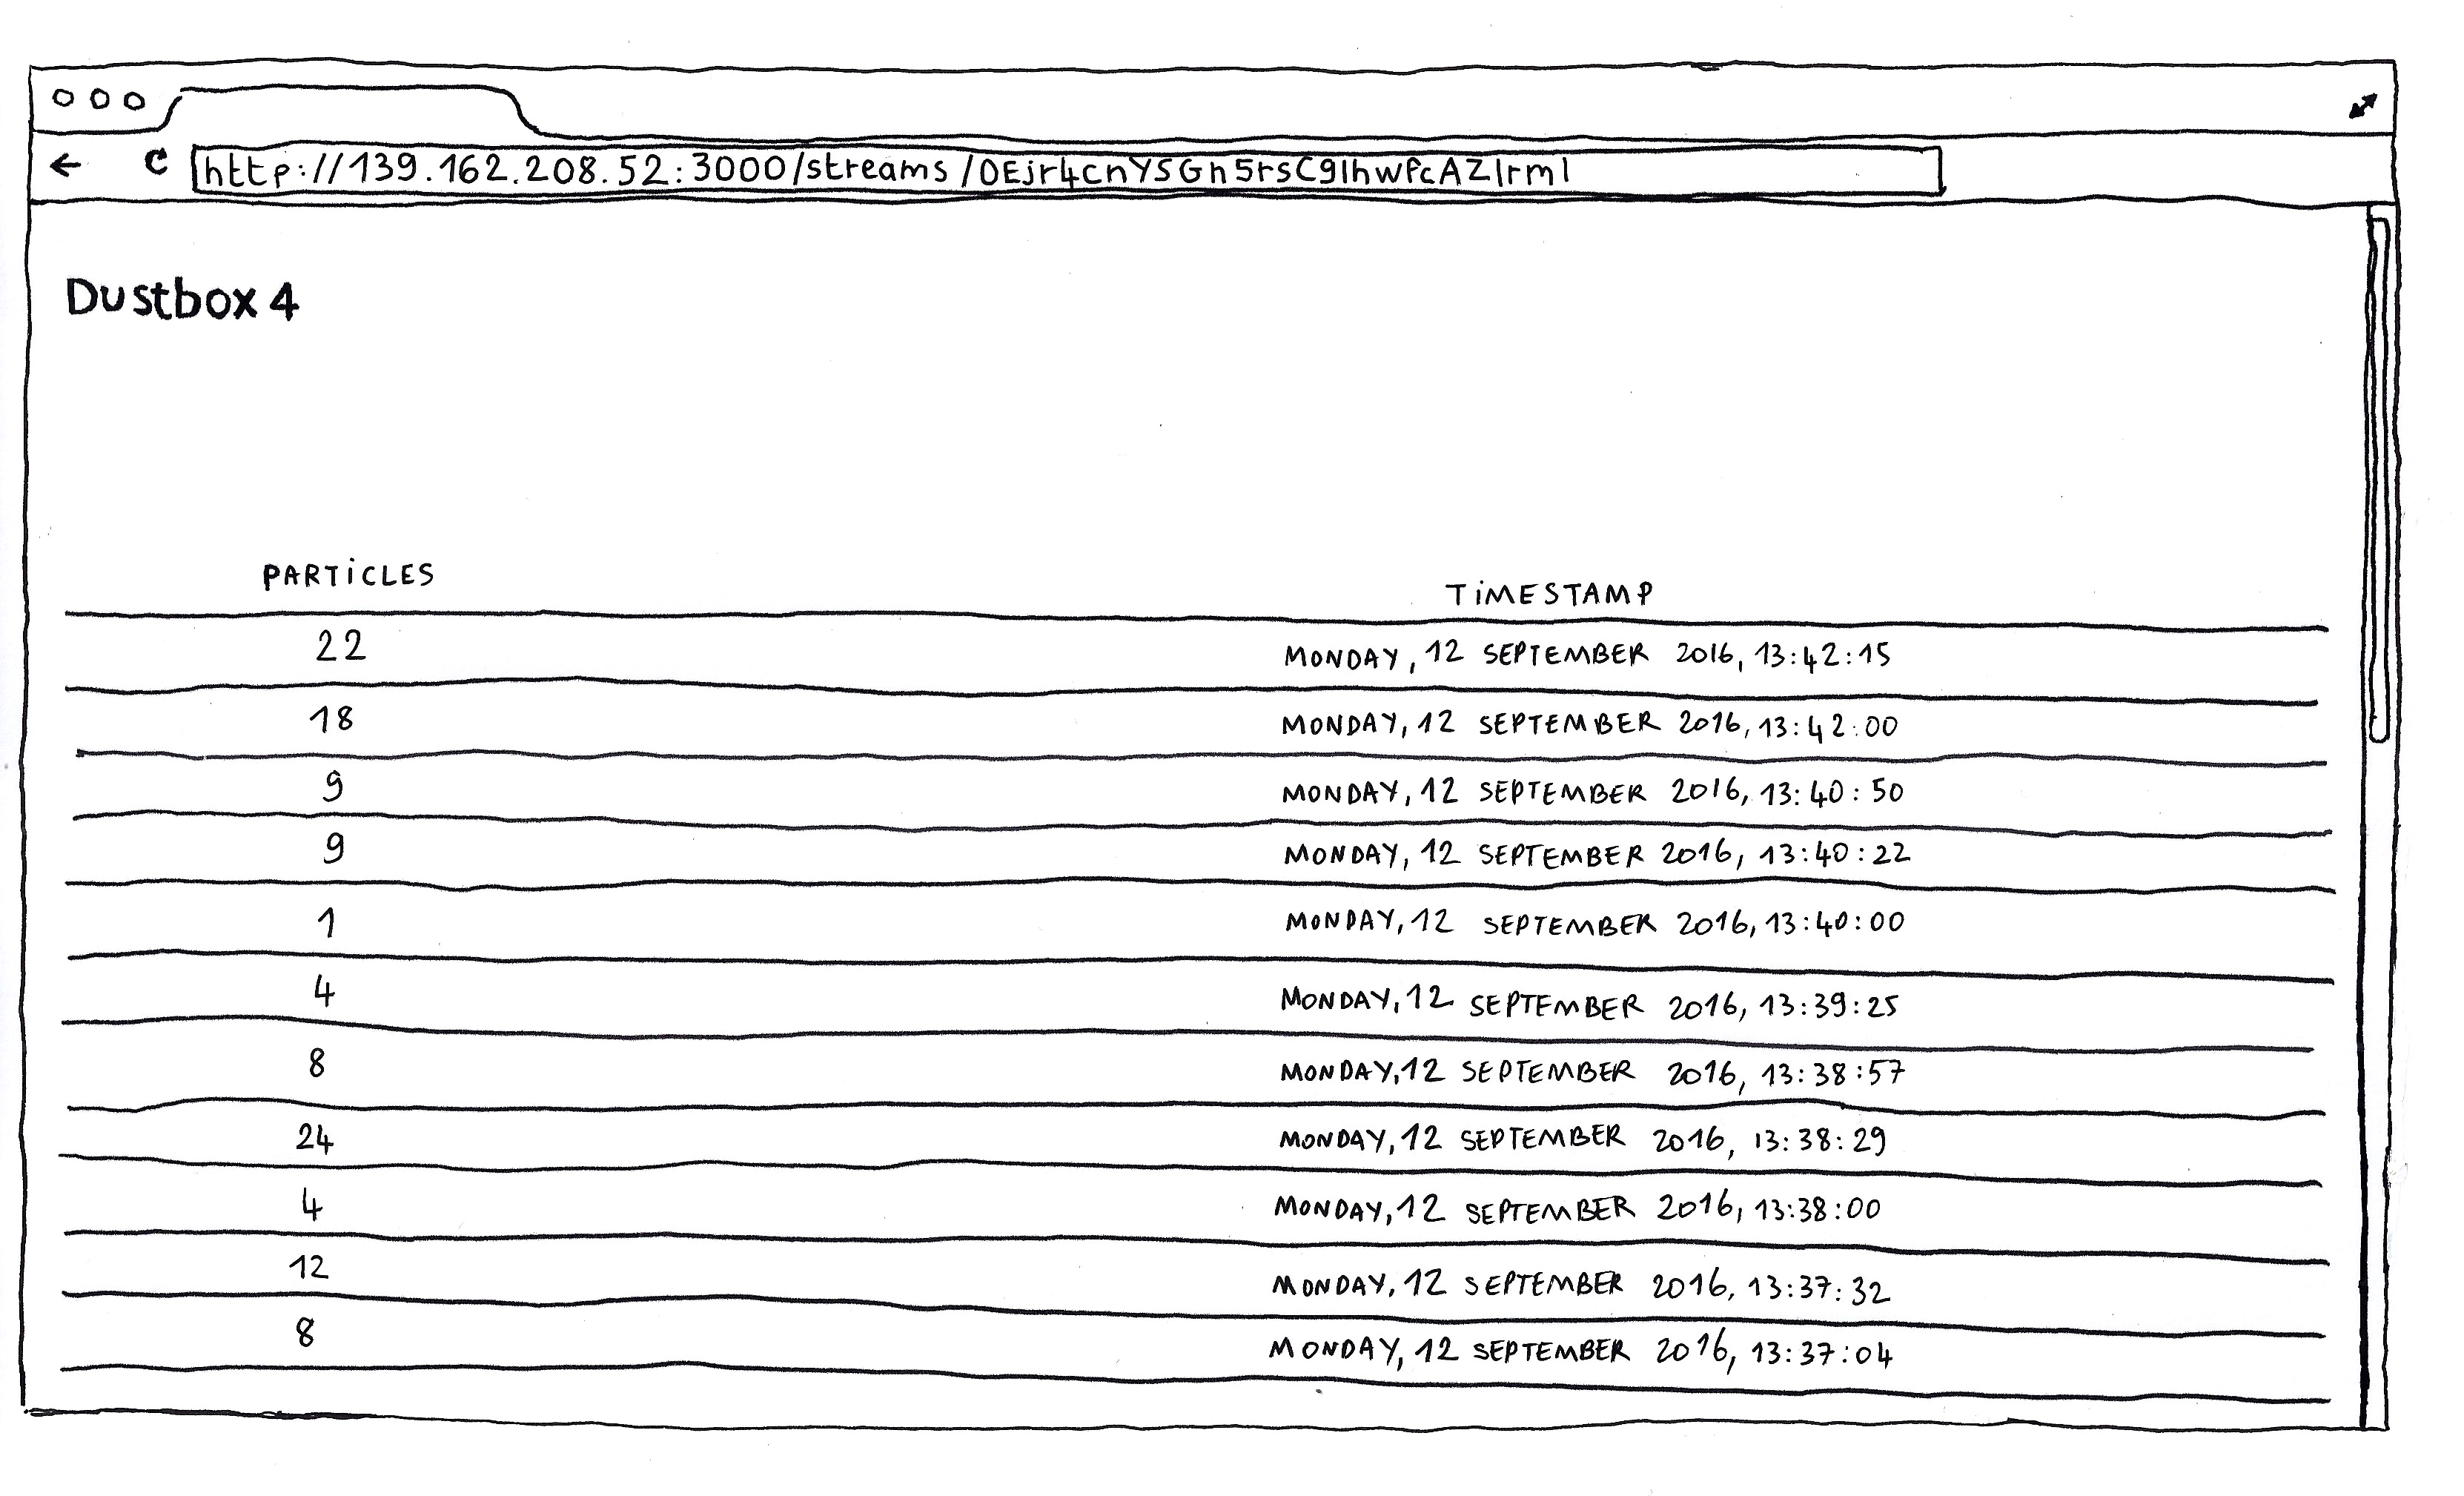 http://139.162.208.52:3000/streams/0Ejr4cnYSGh5rsC9lhwPcAZlrml
Dustbox 4
PARTICLES TIMESTAMP
22 MONDAY, 12 SEPTEMBER 2016, 13:42:15
18 MONDAY, 12 SEPTEMBER 2016, 13:42:00
9 MONDAY, 12 SEPTEMBER 2016, 13:40:50
9 MONDAY, 12 SEPTEMBER 2016, 13:40:22
1 MONDAY, 12 SEPTEMBER 2016, 13:40:00
4 MONDAY, 12 SEPTEMBER 2016, 13:39:25
8 MONDAY, 12 SEPTEMBER 2016, 13:38:57
24 MONDAY, 12 SEPTEMBER 2016, 13:38:29
4 MONDAY, 12 SEPTEMBER 2016, 13:38:00
12 MONDAY, 12 SEPTEMBER 2016, 13:37:32
8 MONDAY, 12 SEPTEMBER 2016, 13:37:04